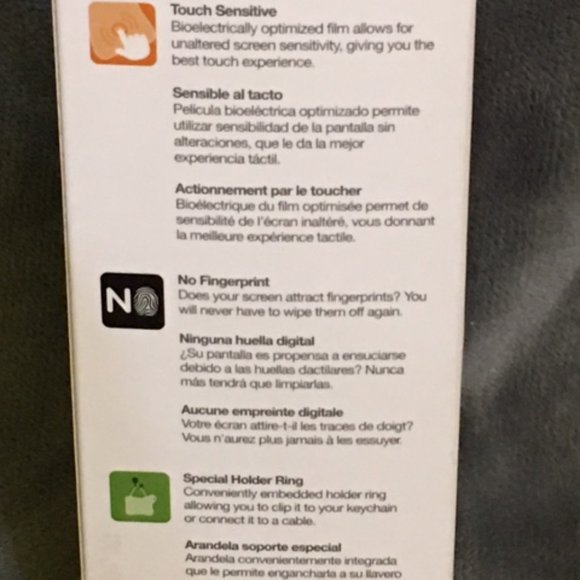 Touch Sensitive
Bioelectrically optimized film allows for
unaltered screen sensitivity, giving you the
best touch experience.
Sensible al tacto
Película bioeléctrica optimizado permite
utilizar sensibilidad de la pantalla sin
alteraciones, que le da la mejor
experiencia táctil.
Actionnement par le toucher
Bioélectrique du film optimisée permet de
sensibilité de l'écran inaltéré, vous donnant
la meilleure expérience tactile.
NO
No Fingerprint
Does your screen attract fingerprints? You
will never have to wipe them off again.
Ninguna huella digital
¿Su pantalla es propensa a ensuciarse
debido a las huellas dactilares? Nunca
más tendrá que limpiarlas.
Aucune empreinte digitale
Votre écran attire-t-il les traces de doigt?
Vous n'aurez plus jamais à les essuyer.
Special Holder Ring
Conveniently embedded holder ring
allowing you to clip it to your keychain
or connect it to a cable.
Arandela soporte especial
Arandela convenientemente integrada
que le permite engancharla a su llavero